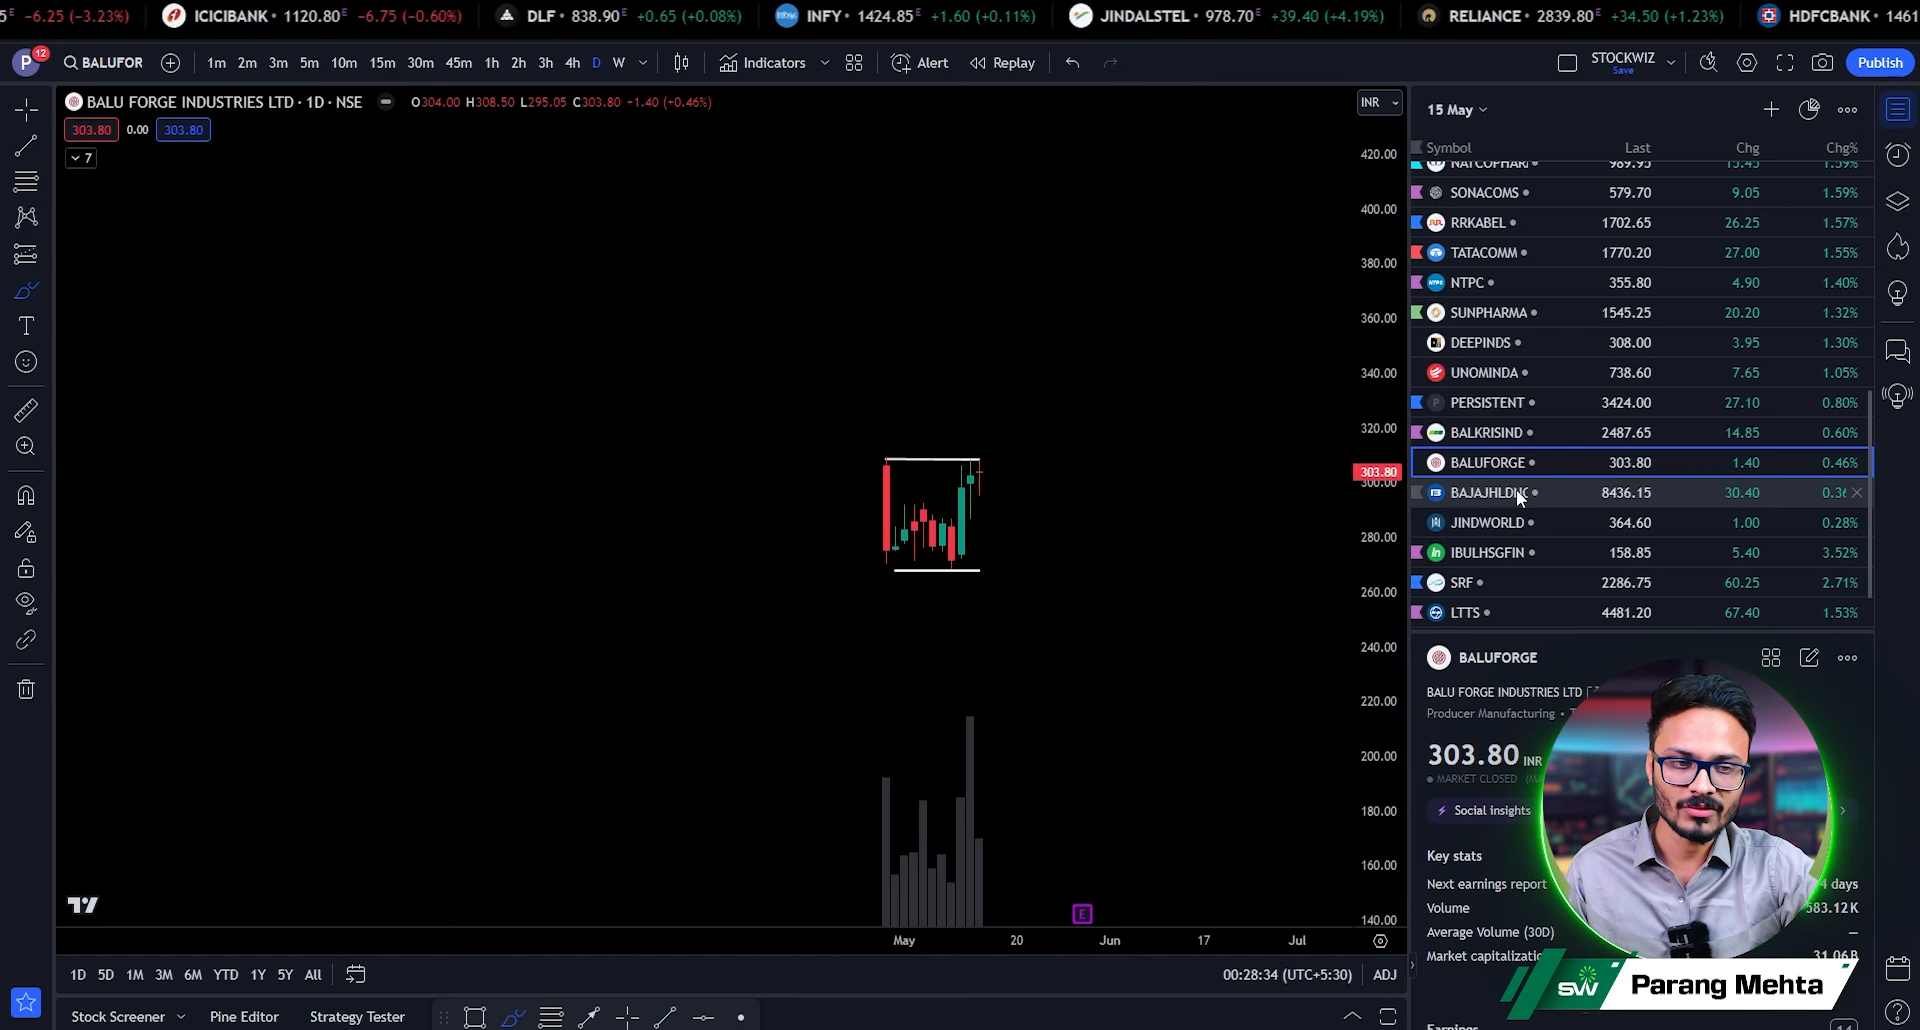 5E -6.25 (-3.23%) ICICIBANK • 1120.80E -6.75 (-0.60%) DLF • 838.90E +0.65 (+0.08%) INFY • 1424.85E +1.60 (+0.11%) JINDALSTEL • 978.70E +39.40 (+4.19%) RELIANCE • 2839.80E +34.50 (+1.23%) HDFCBANK • 1461
P 12 BALUFOR 1m 2m 3m 5m 10m 15m 30m 45m 1h 2h 3h 4h D W Indicators Alert Replay STOCKWIZ Save Publish
BALU FORGE INDUSTRIES LTD · 1D · NSE O304.00 H308.50 L295.05 C303.80 +1.40 (+0.46%) INR
303.80 0.00 303.80
7
420.00
400.00
380.00
360.00
340.00
320.00
303.80
300.00
280.00
260.00
240.00
220.00
200.00
180.00
160.00
140.00
E
May 20 Jun 17 Jul
1D 5D 1M 3M 6M YTD 1Y 5Y All 00:28:34 (UTC+5:30) ADJ
Stock Screener Pine Editor Strategy Tester
15 May
Symbol Last Chg Chg%
NATCOPHARI 989.95 15.45 1.59%
SONACOMS 579.70 9.05 1.59%
RRKABEL 1702.65 26.25 1.57%
TATACOMM 1770.20 27.00 1.55%
NTPC 355.80 4.90 1.40%
SUNPHARMA 1545.25 20.20 1.32%
DEEPINDS 308.00 3.95 1.30%
UNOMINDA 738.60 7.65 1.05%
PERSISTENT 3424.00 27.10 0.80%
BALKRISIND 2487.65 14.85 0.60%
BALUFORGE 303.80 1.40 0.46%
BAJAJHLDNG 8436.15 30.40 0.36
JINDWORLD 364.60 1.00 0.28%
IBULHSGFIN 158.85 5.40 3.52%
SRF 2286.75 60.25 2.71%
LTTS 4481.20 67.40 1.53%
BALUFORGE
BALU FORGE INDUSTRIES LTD
Producer Manufacturing •
303.80 INR
MARKET CLOSED
Social insights
Key stats
Next earnings report 4 days
Volume 583.12K
Average Volume (30D) —
Market capitalizatio 31.06B
SW Parang Mehta
Earnings